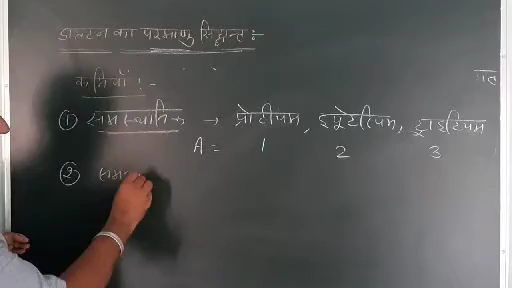 डाल्टन का परमाणु सिद्धान्त :-
कमियाँ :-
① समस्थानिक → प्रोटियम, ड्यूटेरियम, ट्राइटियम
A = 1 2 3
②